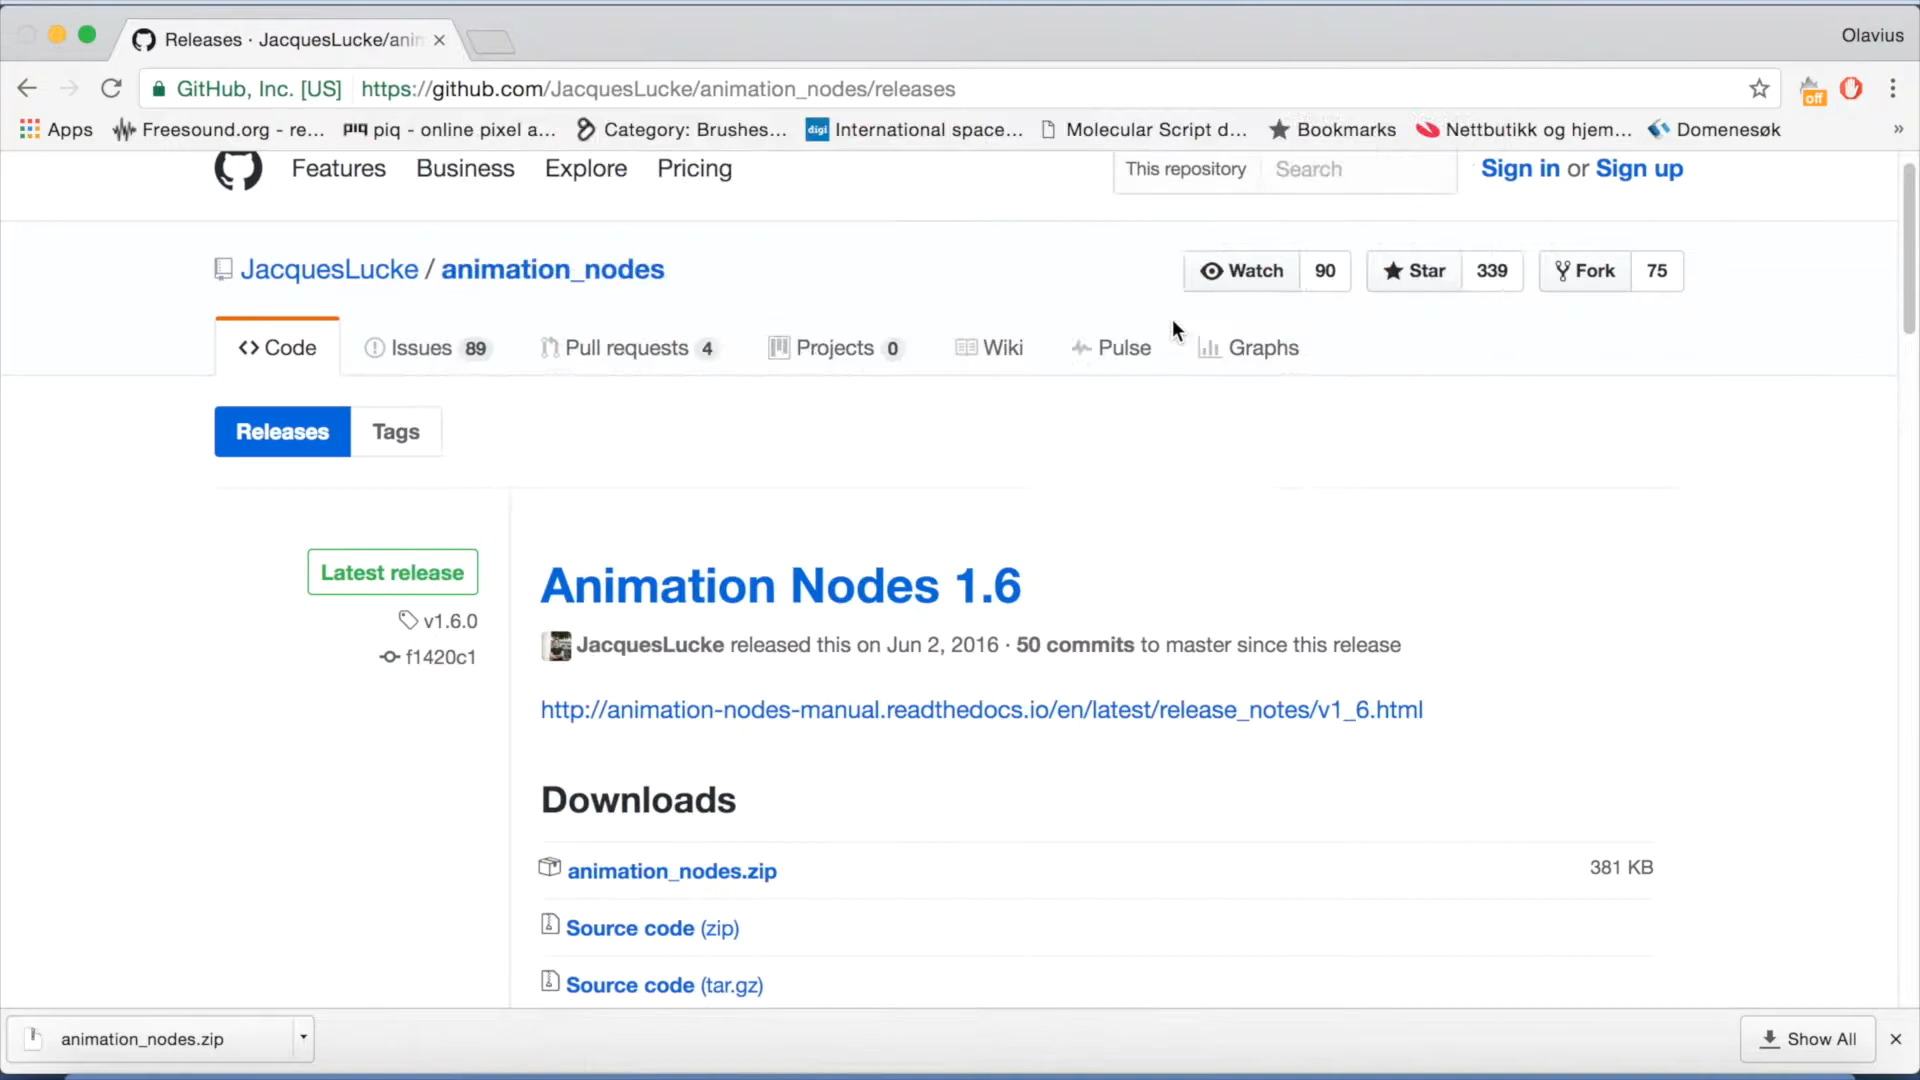 Releases · JacquesLucke/anim
Olavius
GitHub, Inc. [US] https://github.com/JacquesLucke/animation_nodes/releases
off
Apps Freesound.org - re... piq piq - online pixel a... Category: Brushes... digi International space... Molecular Script d... Bookmarks Nettbutikk og hjem... Domenesøk »
Features Business Explore Pricing This repository Search Sign in or Sign up
JacquesLucke / animation_nodes Watch 90 Star 339 Fork 75
Code Issues 89 Pull requests 4 Projects 0 Wiki Pulse Graphs
Releases Tags
Latest release
v1.6.0
f1420c1
Animation Nodes 1.6
JacquesLucke released this on Jun 2, 2016 · 50 commits to master since this release
http://animation-nodes-manual.readthedocs.io/en/latest/release_notes/v1_6.html
Downloads
animation_nodes.zip 381 KB
Source code (zip)
Source code (tar.gz)
animation_nodes.zip Show All